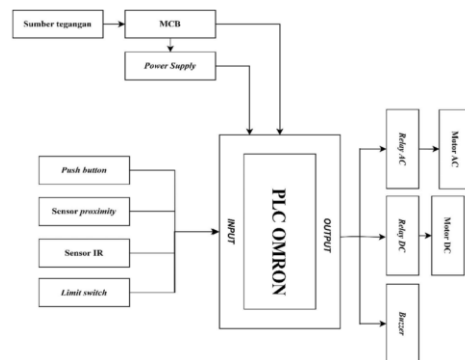 Sumber tegangan
MCB
Power Supply
Push button
Sensor proximity
Sensor IR
Limit switch
INPUT
PLC OMRON
OUTPUT
Relay AC
Motor AC
Relay DC
Motor DC
Buzzer